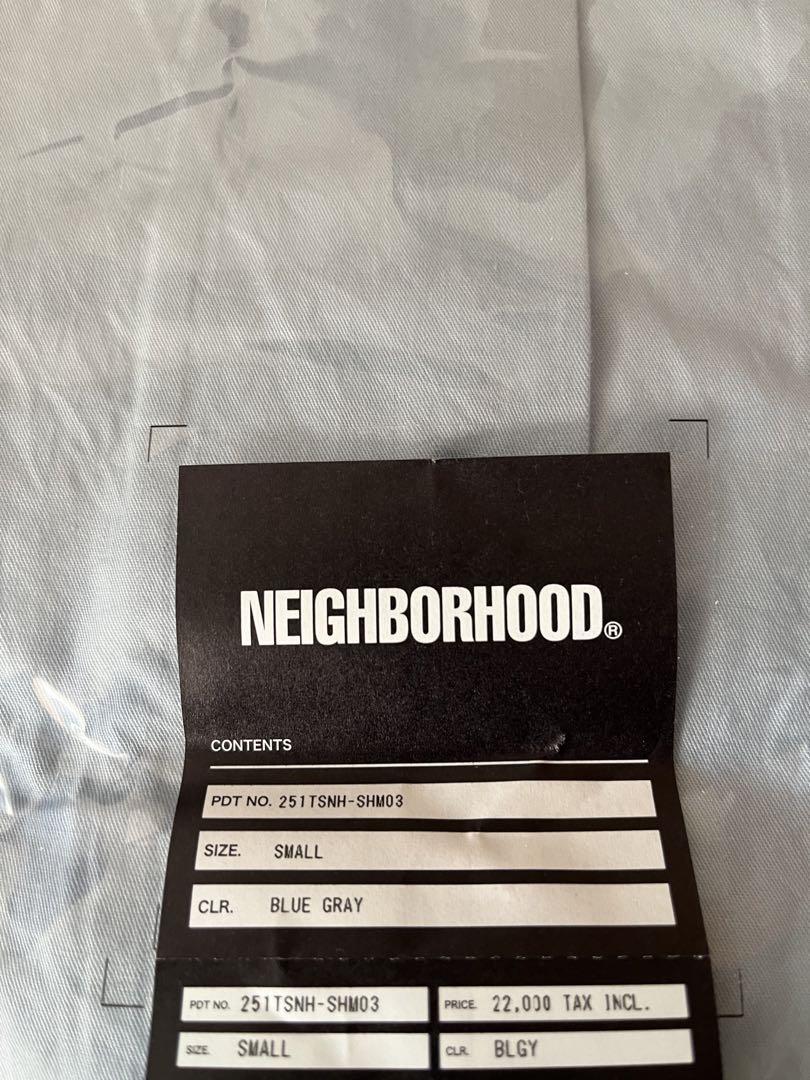 NEIGHBORHOOD®
CONTENTS
PDT NO. 251TSNH-SHM03
SIZE. SMALL
CLR. BLUE GRAY
PDT NO. 251TSNH-SHM03 PRICE. 22,000 TAX INCL.
SIZE. SMALL CLR. BLGY